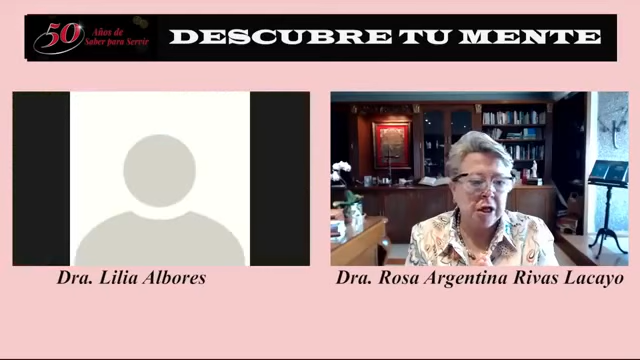 50 Años de
Saber para Servir
DESCUBRE TU MENTE
Dra. Lilia Albores
Dra. Rosa Argentina Rivas Lacayo